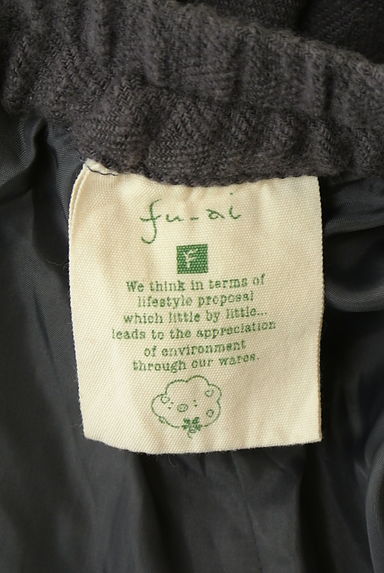 fu-ai
F
We think in terms of
lifestyle proposal
which little by little...
leads to the appreciation
of environment
through our wares.